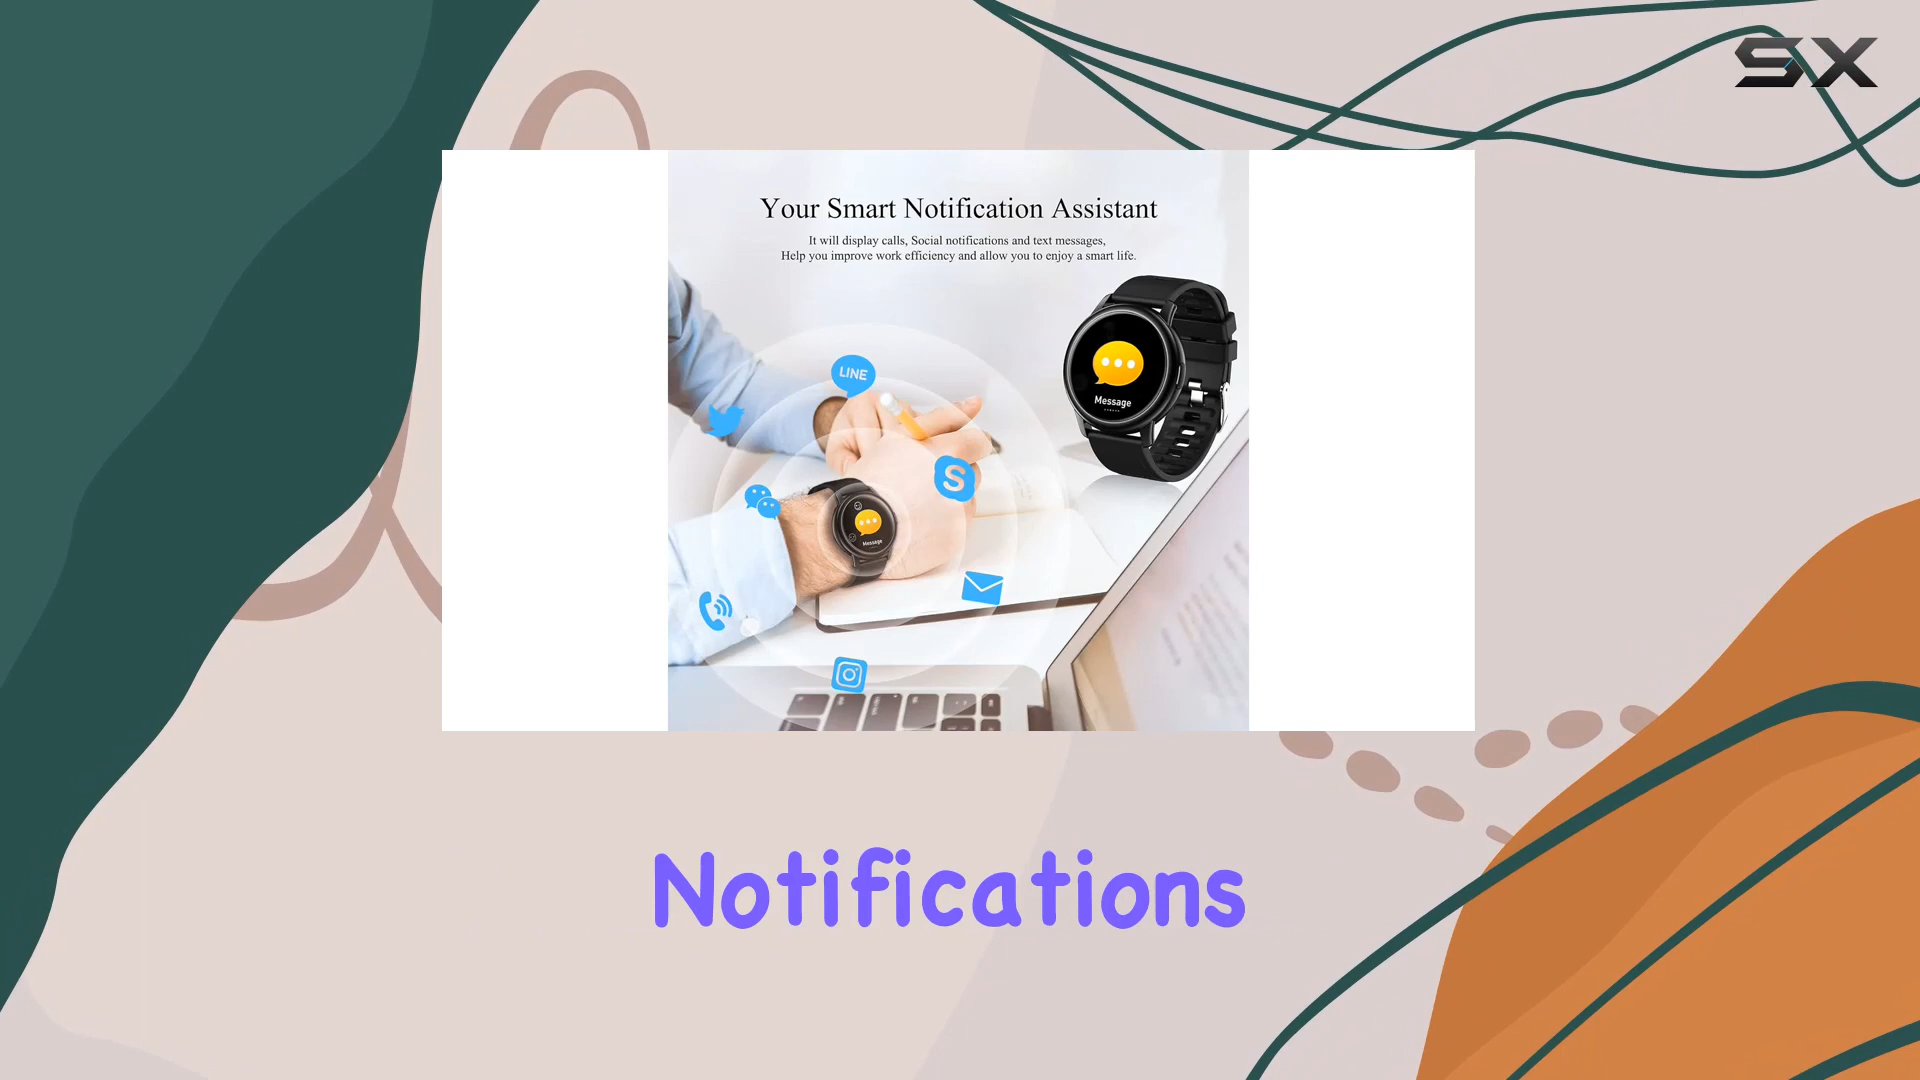 SX
Your Smart Notification Assistant
It will display calls, Social notifications and text messages,
Help you improve work efficiency and allow you to enjoy a smart life.
LINE
S
Message
Message
Notifications